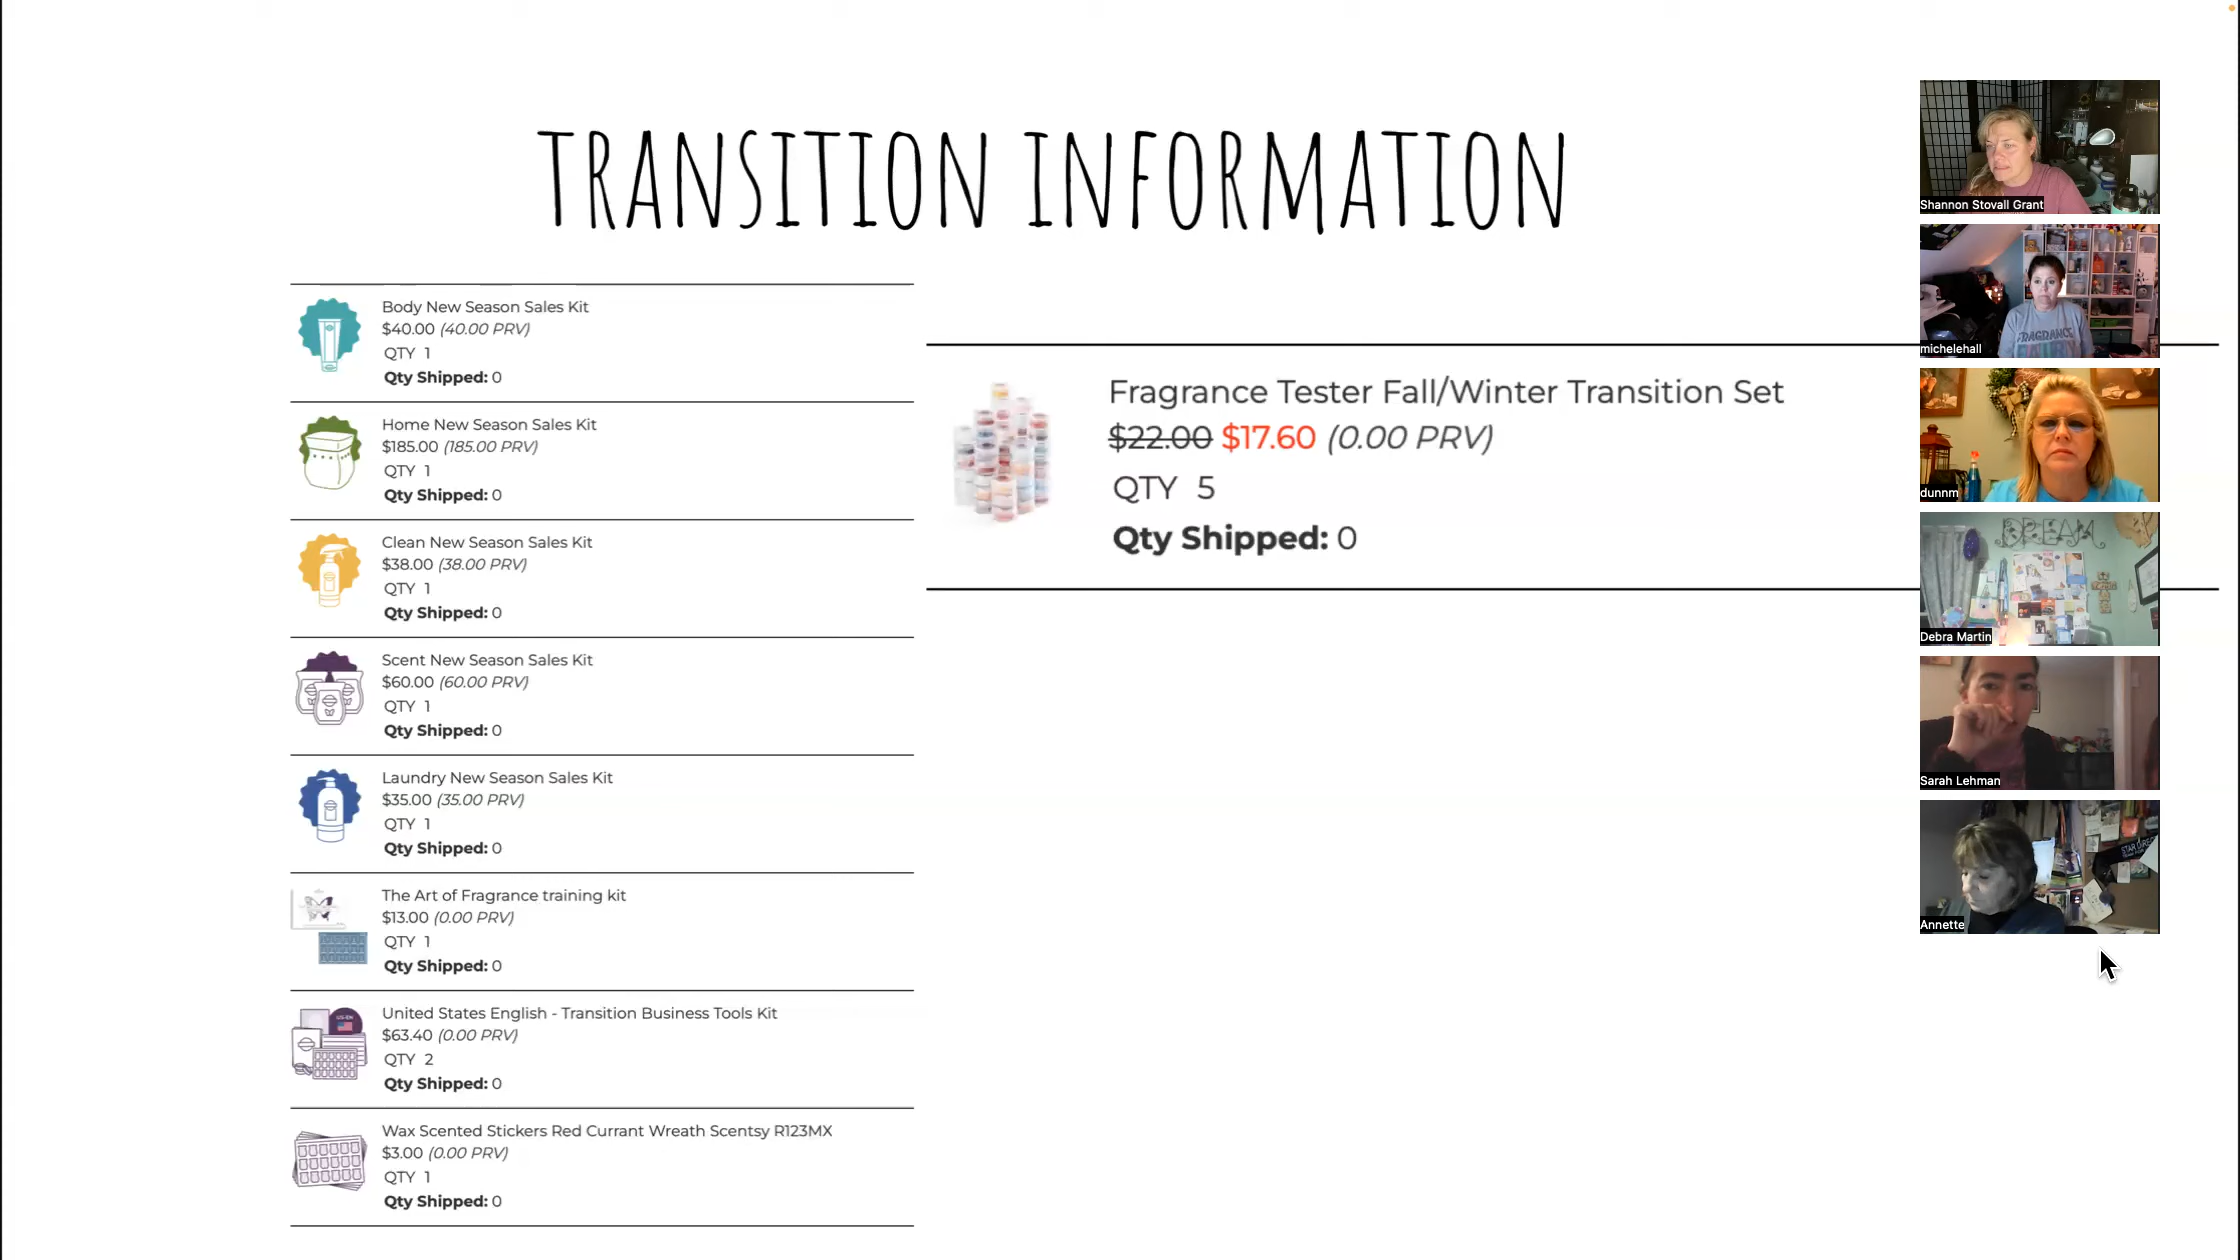 TRANSITION INFORMATION
Body New Season Sales Kit
$40.00 (40.00 PRV)
QTY 1
Qty Shipped: 0
Home New Season Sales Kit
$185.00 (185.00 PRV)
QTY 1
Qty Shipped: 0
Clean New Season Sales Kit
$38.00 (38.00 PRV)
QTY 1
Qty Shipped: 0
Scent New Season Sales Kit
$60.00 (60.00 PRV)
QTY 1
Qty Shipped: 0
Laundry New Season Sales Kit
$35.00 (35.00 PRV)
QTY 1
Qty Shipped: 0
The Art of Fragrance training kit
$13.00 (0.00 PRV)
QTY 1
Qty Shipped: 0
US-EN
United States English - Transition Business Tools Kit
$63.40 (0.00 PRV)
QTY 2
Qty Shipped: 0
Wax Scented Stickers Red Currant Wreath Scentsy R123MX
$3.00 (0.00 PRV)
QTY 1
Qty Shipped: 0
Fragrance Tester Fall/Winter Transition Set
$22.00 $17.60 (0.00 PRV)
QTY 5
Qty Shipped: 0
Shannon Stovall Grant
FRAGRANCE
michelehall
dunnm
DREAM
Debra Martin
Sarah Lehman
STAR
Annette